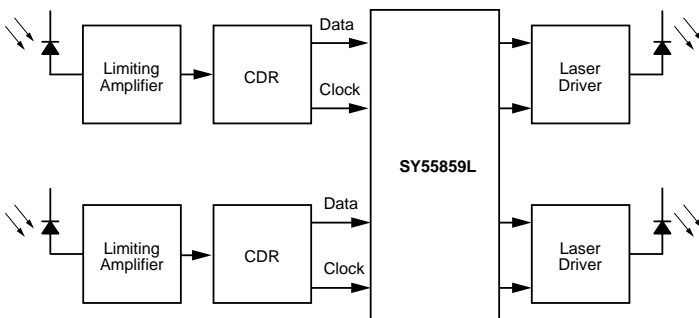 Data
Limiting
Amplifier
CDR
Clock
Laser
Driver
SY55859L
Data
Limiting
Amplifier
CDR
Clock
Laser
Driver